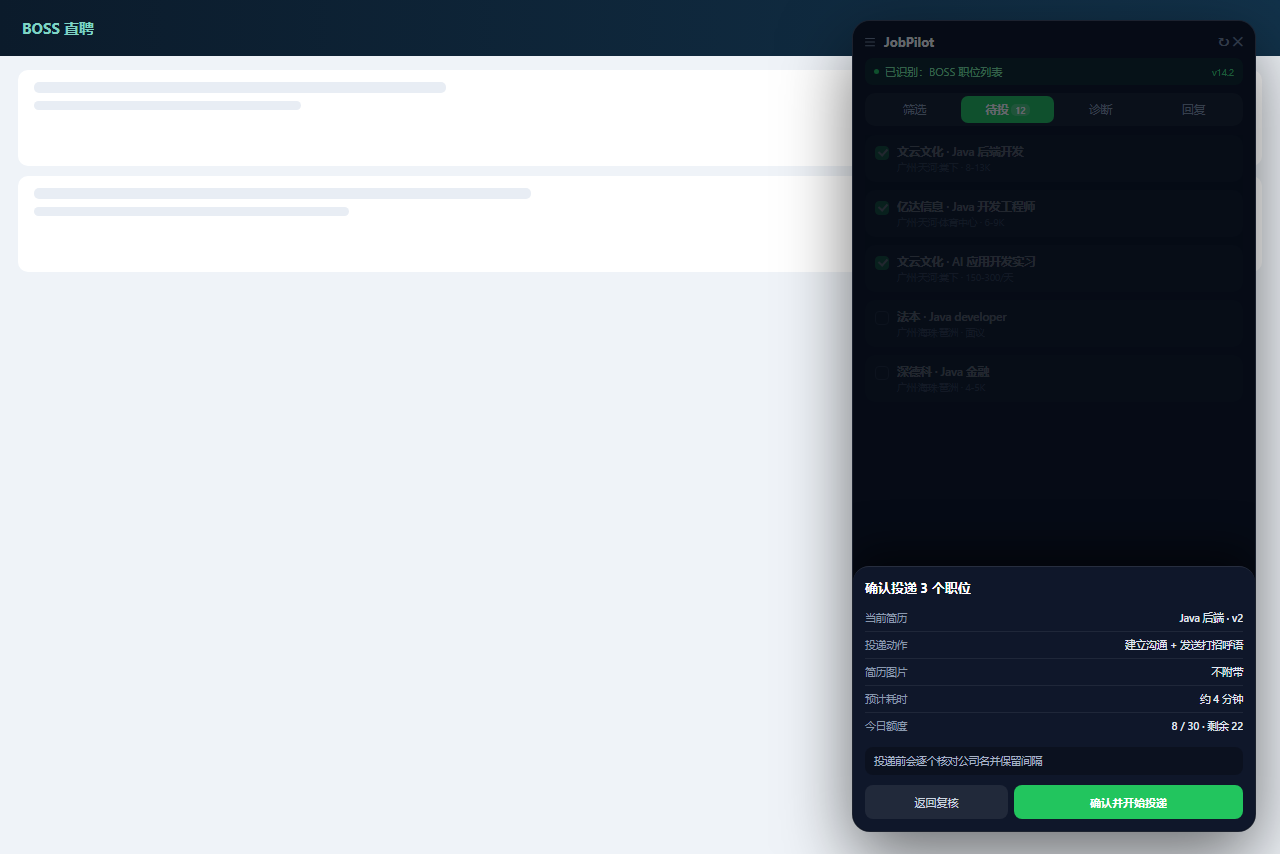 BOSS 直聘
JobPilot
已识别：BOSS 职位列表
v14.2
筛选
待投 12
诊断
回复
文云文化 · Java 后端开发
亿达信息 · Java 开发工程师
文云文化 · AI 应用开发实习
法本 · Java developer
深德科 · Java 金融
确认投递 3 个职位
当前简历
Java 后端 · v2
投递动作
建立沟通 + 发送打招呼语
简历图片
不附带
预计耗时
约 4 分钟
今日额度
8 / 30 · 剩余 22
投递前会逐个核对公司名并保留间隔
返回复核
确认并开始投递